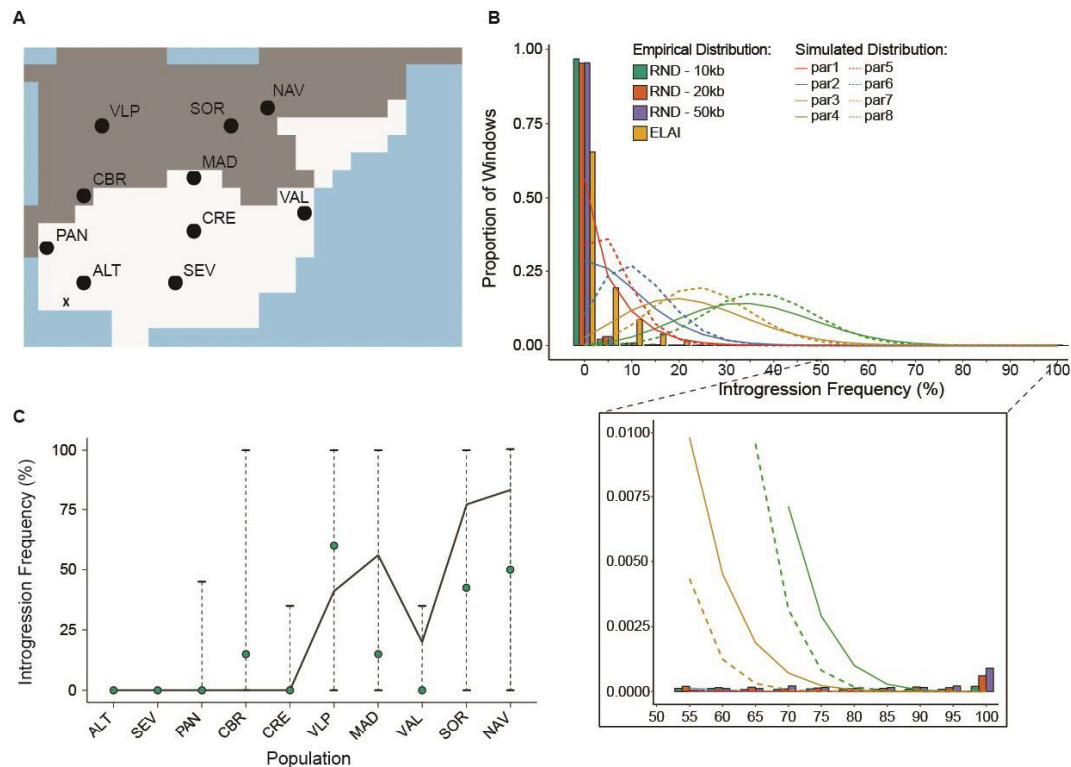 A
NAV
VLP
SOR
MAD
CBR
VAL
CRE
PAN
ALT
SEV
x
B
Empirical Distribution:
RND - 10kb
RND - 20kb
RND - 50kb
ELAI
Simulated Distribution:
par1
par2
par3
par4
par5
par6
par7
par8
Proportion of Windows
1.00
0.75
0.50
0.25
0.00
0 10 20 30 40 50 60 70 80 90 100
Introgression Frequency (%)
0.0100
0.0075
0.0050
0.0025
0.0000
50 55 60 65 70 75 80 85 90 95 100
C
Introgression Frequency (%)
100
75
50
25
0
ALT SEV PAN CBR CRE VLP MAD VAL SOR NAV
Population